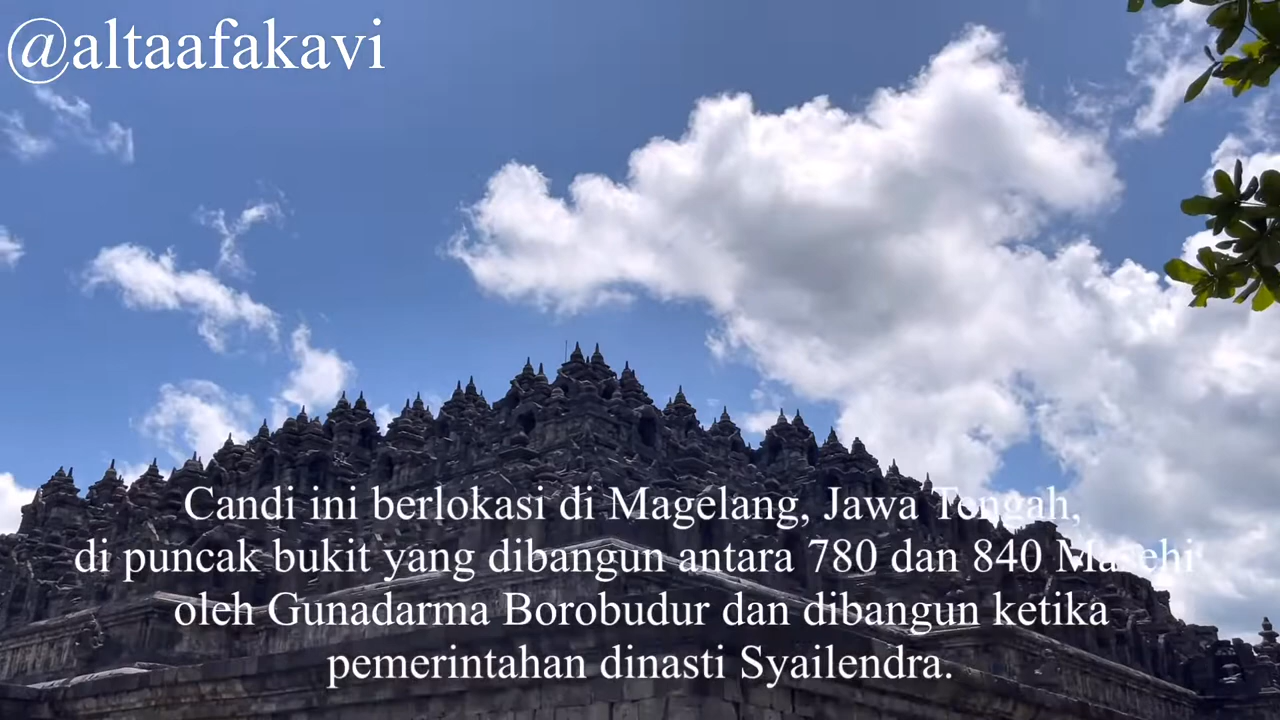 @altaafakavi
Candi ini berlokasi di Magelang, Jawa Tengah,
di puncak bukit yang dibangun antara 780 dan 840 Masehi
oleh Gunadarma Borobudur dan dibangun ketika
pemerintahan dinasti Syailendra.